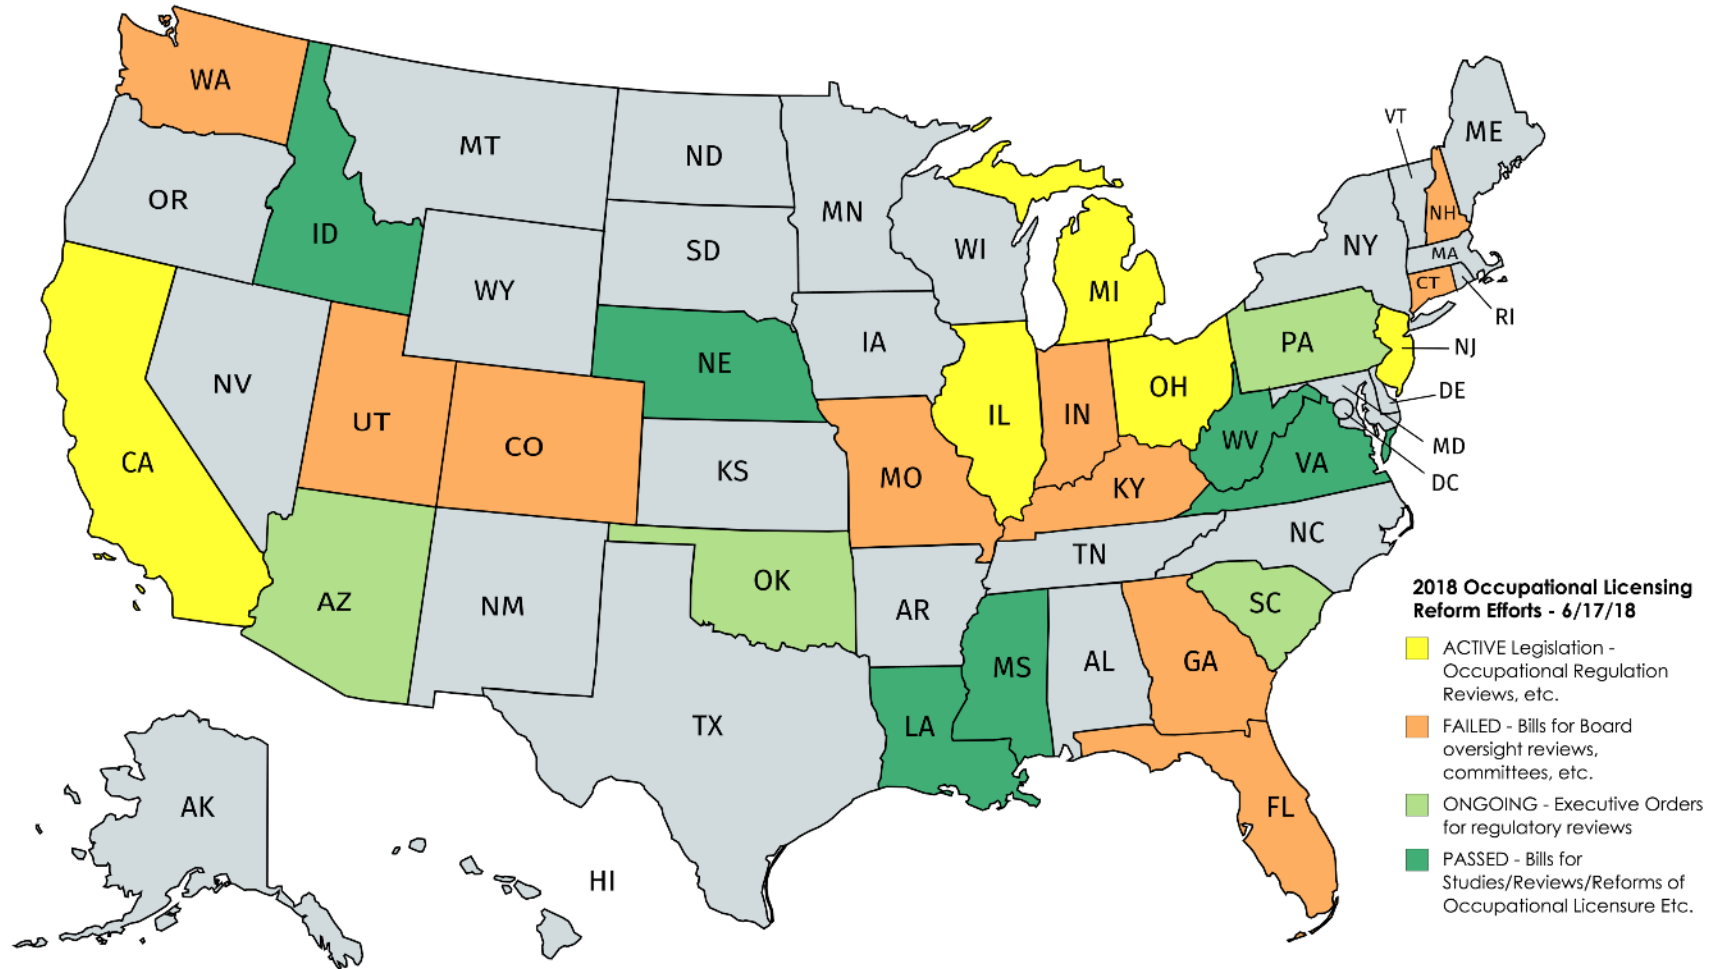 WA
VT
ME
MT
ND
OR
MN
NH
ID
NY
WI
SD
MA
WY
MI
CT
RI
IA
PA
NJ
NE
NV
OH
DE
UT
IL
IN
CO
WV
MD
CA
VA
KS
MO
DC
KY
NC
TN
OK
AZ
NM
AR
SC
MS
AL
GA
TX
LA
AK
FL
HI
2018 Occupational Licensing
Reform Efforts - 6/17/18
ACTIVE Legislation -
Occupational Regulation
Reviews, etc.
FAILED - Bills for Board
oversight reviews,
committees, etc.
ONGOING - Executive Orders
for regulatory reviews
PASSED - Bills for
Studies/Reviews/Reforms of
Occupational Licensure Etc.